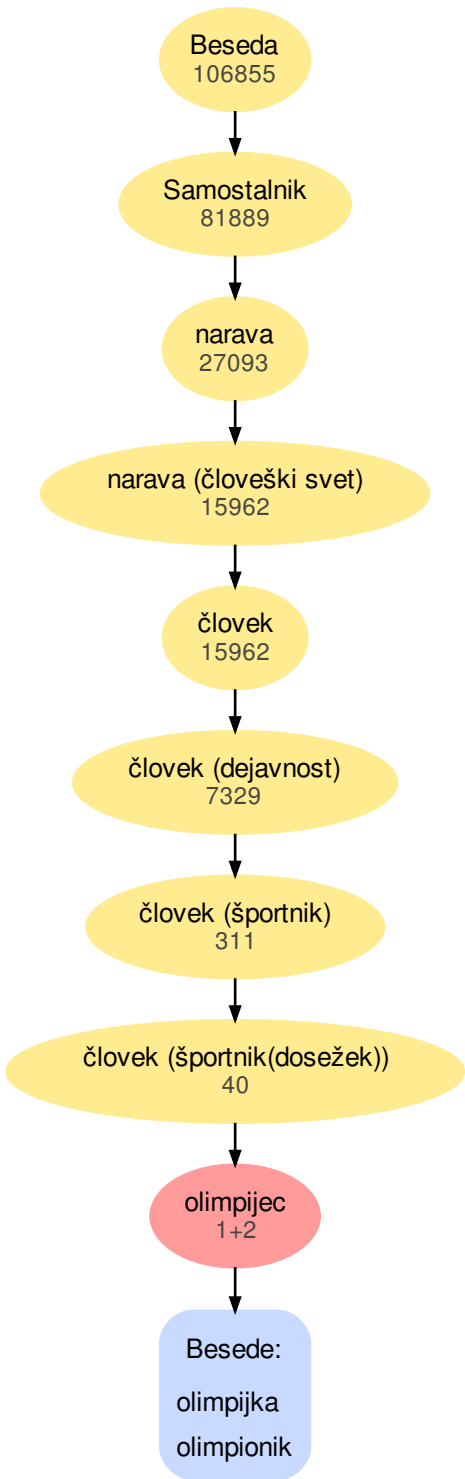 Beseda
106855
Samostalnik
81889
narava
27093
narava (človeški svet)
15962
človek
15962
človek (dejavnost)
7329
človek (športnik)
311
človek (športnik(dosežek))
40
olimpijec
1+2
Besede:
olimpijka
olimpionik